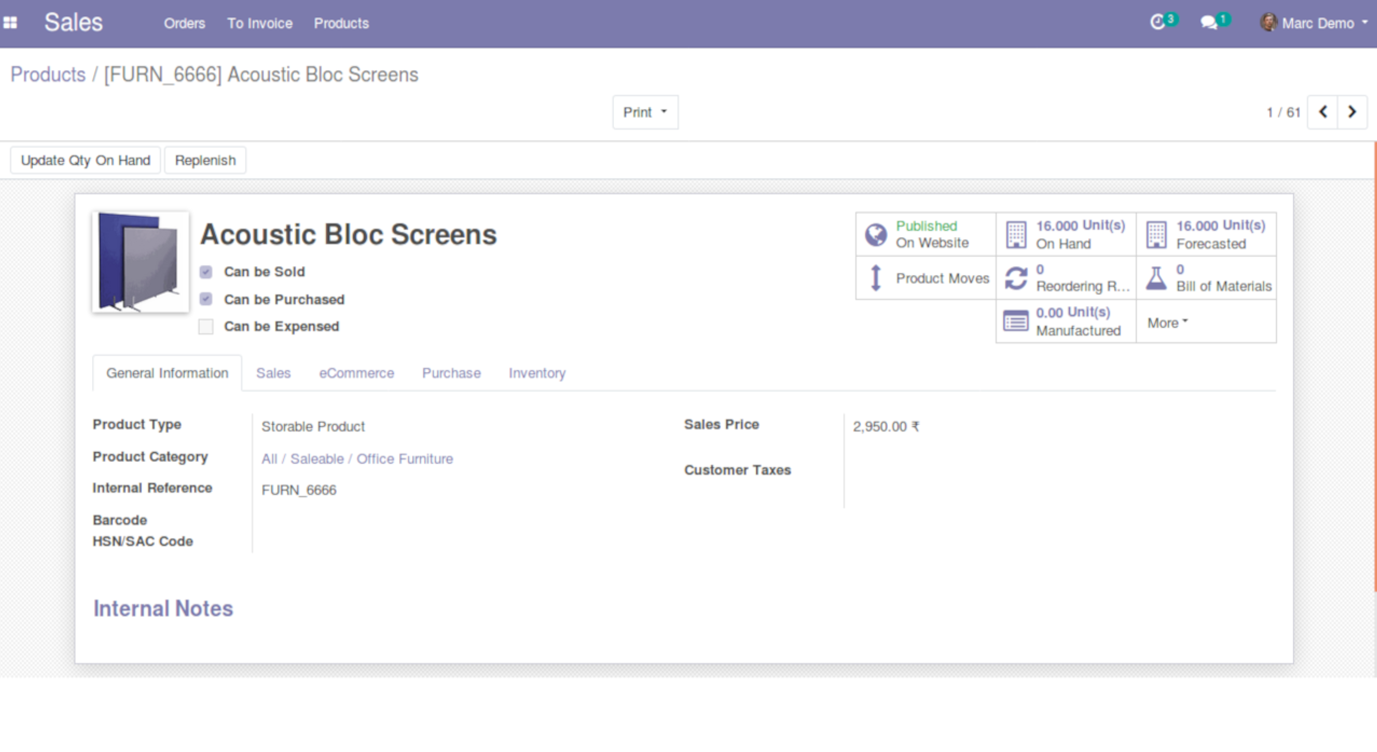 Sales Orders To Invoice Products 3 1 Marc Demo
Products / [FURN_6666] Acoustic Bloc Screens
Print 1 / 61
Update Qty On Hand Replenish
Acoustic Bloc Screens
Can be Sold
Can be Purchased
Can be Expensed
Published
On Website
16.000 Unit(s)
On Hand
16.000 Unit(s)
Forecasted
Product Moves
0
Reordering R...
0
Bill of Materials
0.00 Unit(s)
Manufactured
More
General Information Sales eCommerce Purchase Inventory
Product Type Storable Product
Product Category All / Saleable / Office Furniture
Internal Reference FURN_6666
Barcode
HSN/SAC Code
Sales Price 2,950.00 ₹
Customer Taxes
Internal Notes